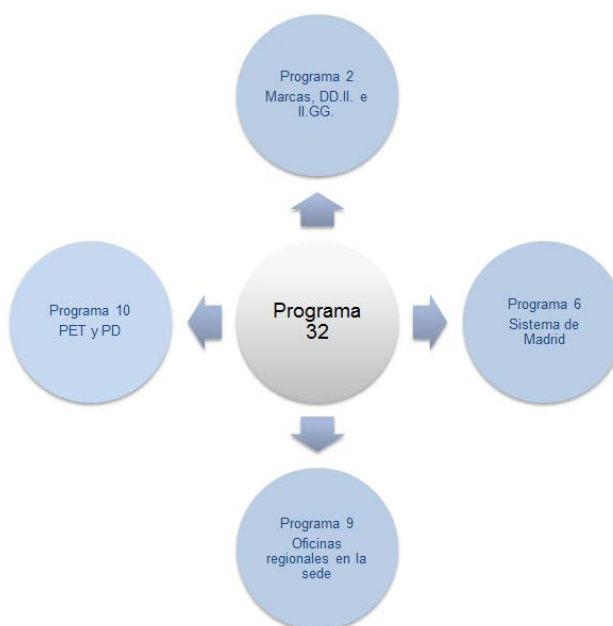 Programa 2
Marcas, DD.II. e
II.GG.
Programa 10
PET y PD
Programa
32
Programa 6
Sistema de
Madrid
Programa 9
Oficinas
regionales en la
sede